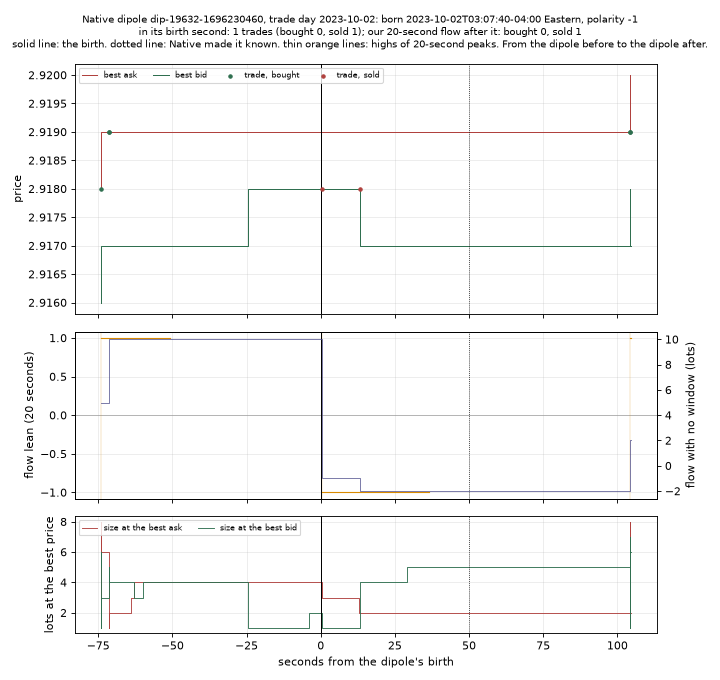 Native dipole dip-19632-1696230460, trade day 2023-10-02: born 2023-10-02T03:07:40-04:00 Eastern, polarity -1
in its birth second: 1 trades (bought 0, sold 1); our 20-second flow after it: bought 0, sold 1
solid line: the birth. dotted line: Native made it known. thin orange lines: highs of 20-second peaks. From the dipole before to the dipole after.
best ask
best bid
trade, bought
trade, sold
price
2.9200
2.9195
2.9190
2.9185
2.9180
2.9175
2.9170
2.9165
2.9160
flow lean (20 seconds)
1.0
0.5
0.0
−0.5
−1.0
10
8
6
4
2
0
−2
flow with no window (lots)
size at the best ask
size at the best bid
lots at the best price
8
6
4
2
−75
−50
−25
0
25
50
75
100
seconds from the dipole's birth